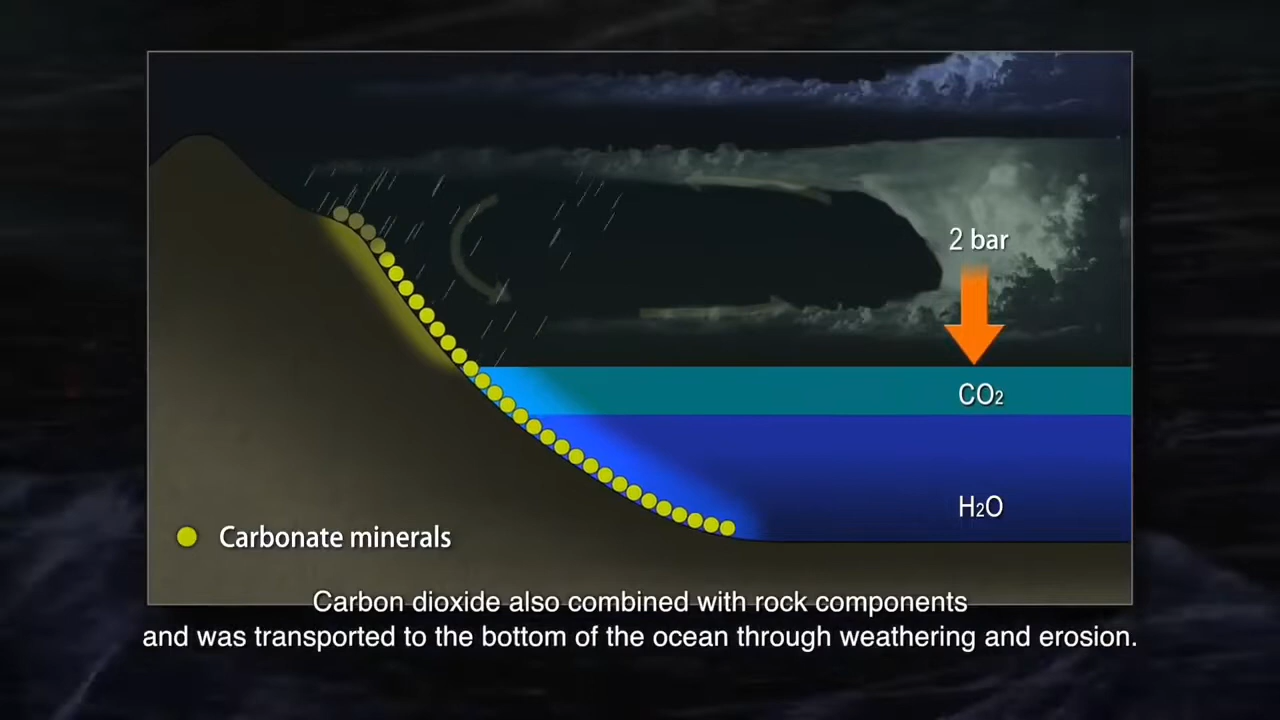 2 bar
CO₂
H₂O
Carbonate minerals
Carbon dioxide also combined with rock components
and was transported to the bottom of the ocean through weathering and erosion.